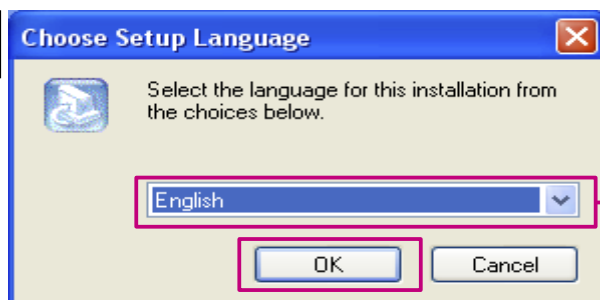 Choose Setup Language
Select the language for this installation from
the choices below.
English
OK
Cancel